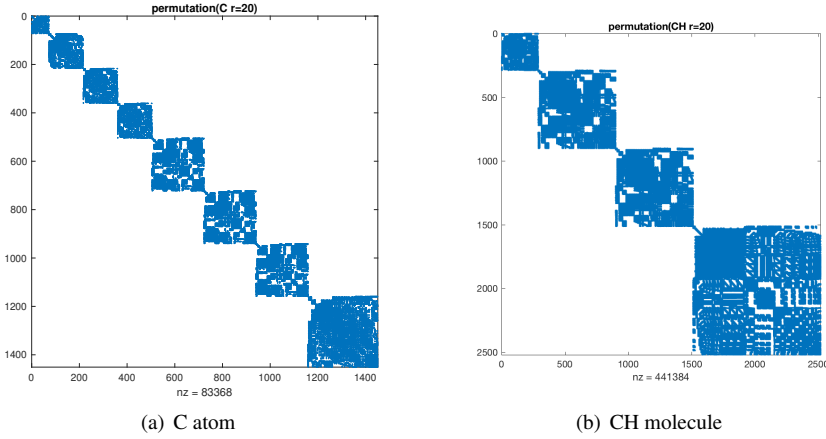 permutation(C r=20)
0
200
400
600
800
1000
1200
1400
0 200 400 600 800 1000 1200 1400
nz = 83368
(a) C atom
permutation(CH r=20)
0
500
1000
1500
2000
2500
0 500 1000 1500 2000 2500
nz = 441384
(b) CH molecule